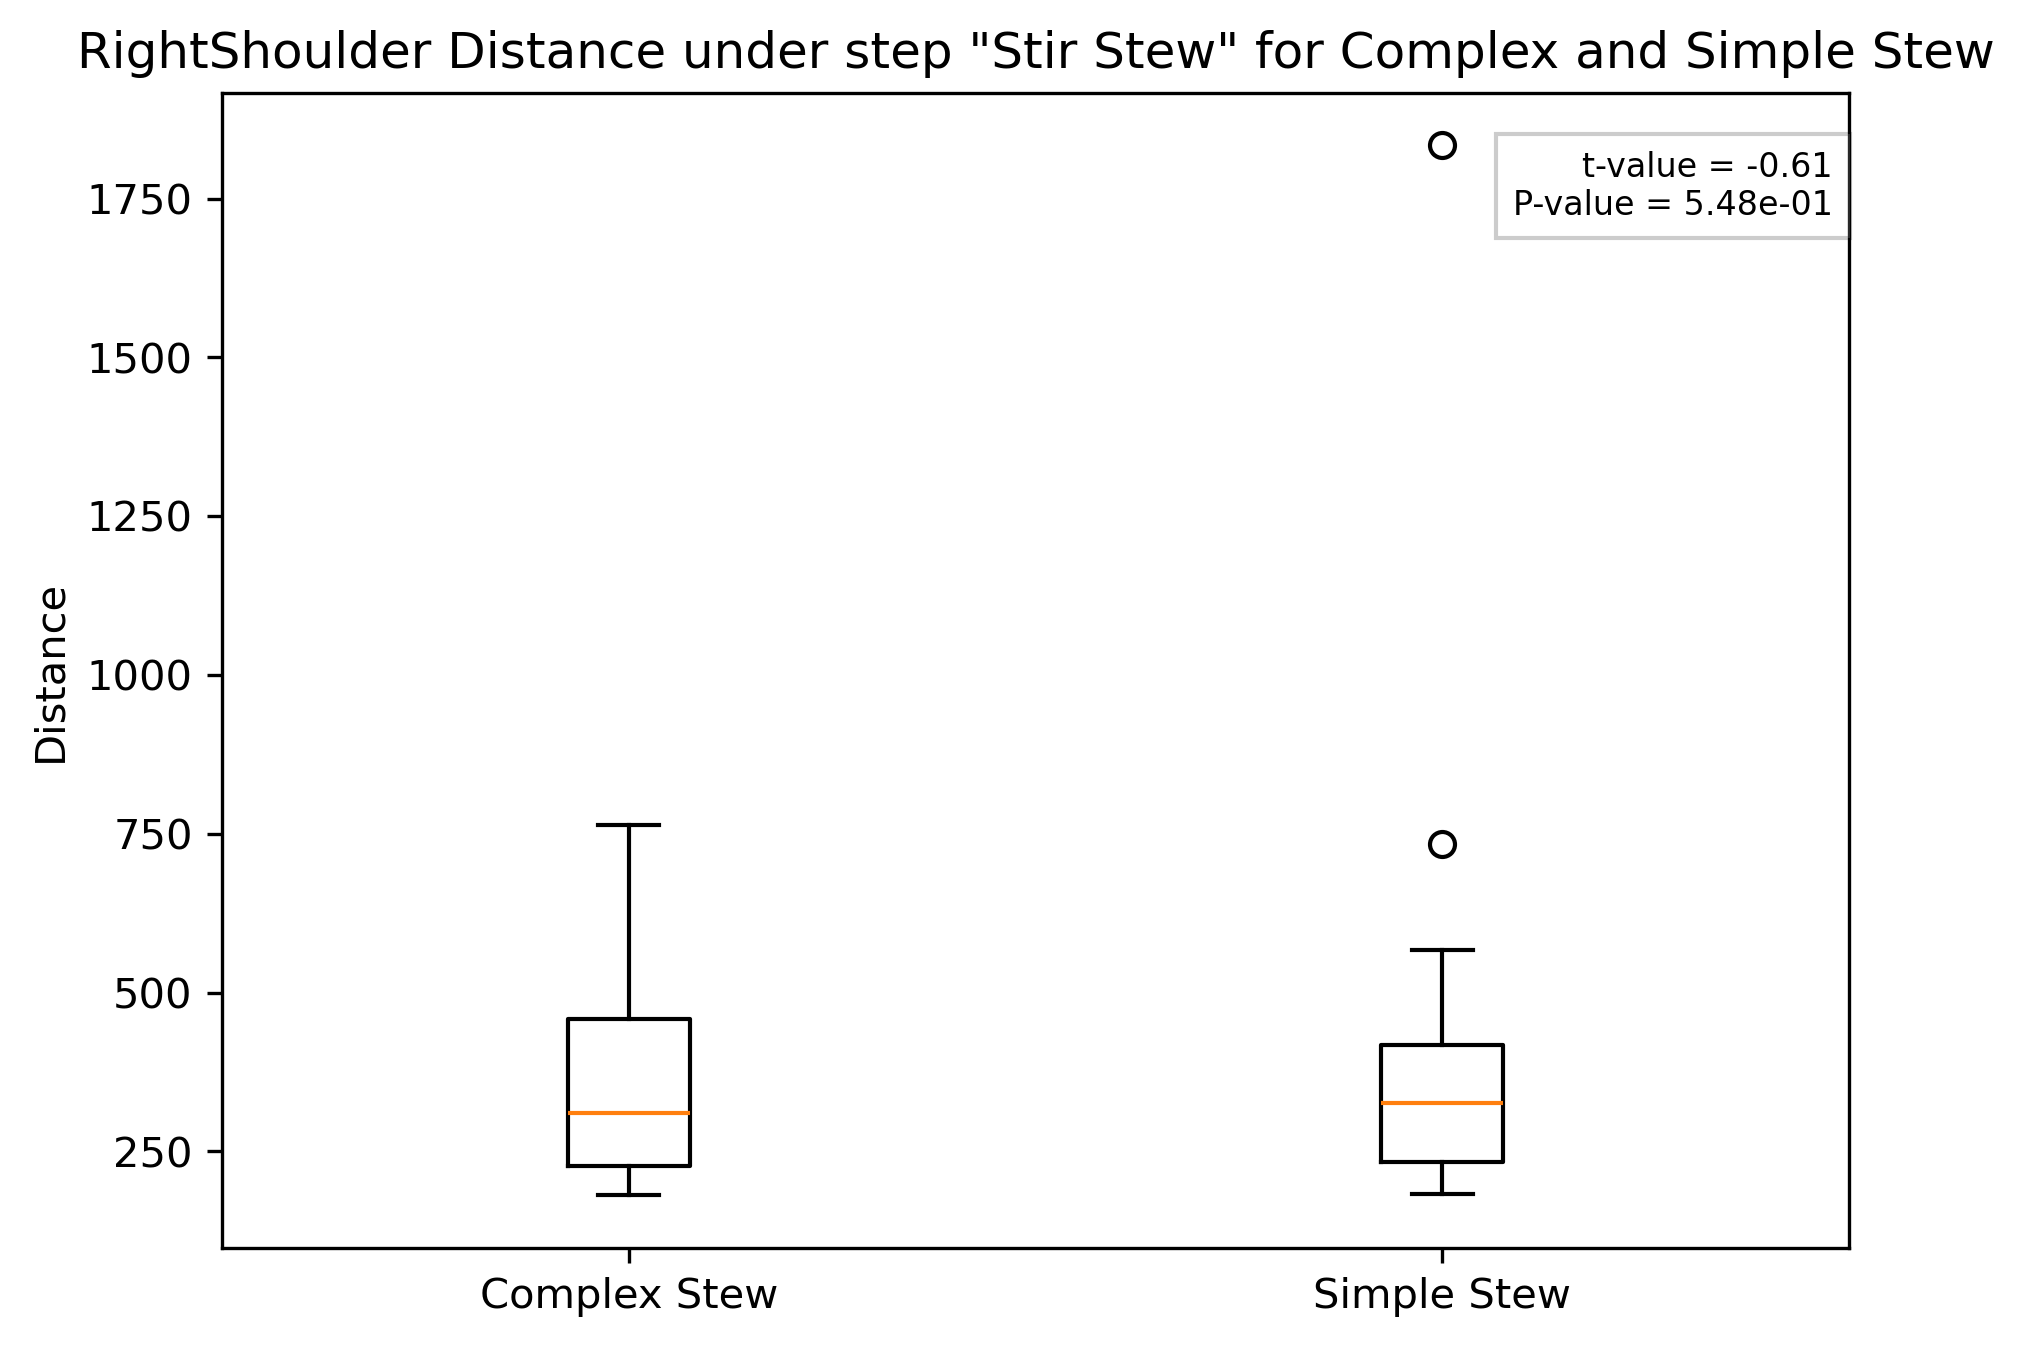 RightShoulder Distance under step "Stir Stew" for Complex and Simple Stew
t-value = -0.61
P-value = 5.48e-01
1750
1500
1250
1000
750
500
250
Distance
Complex Stew
Simple Stew